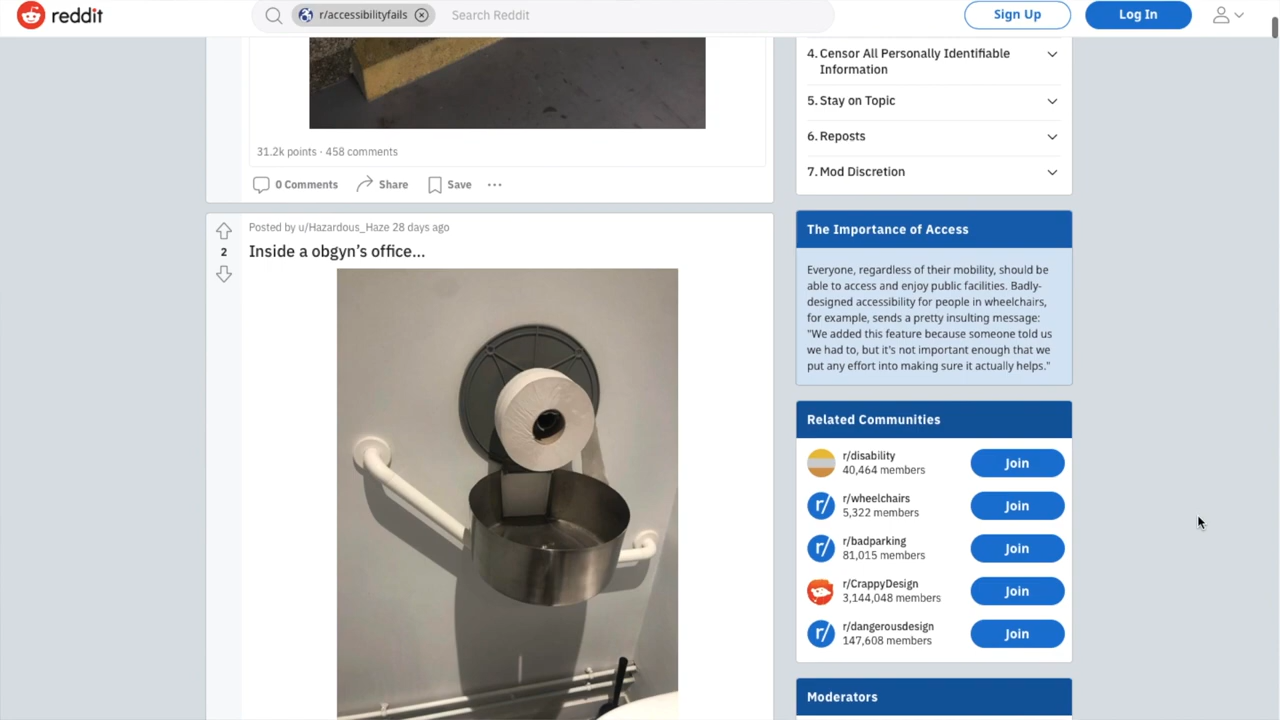 reddit
r/accessibilityfails
Search Reddit
Sign Up
Log In
31.2k points · 458 comments
0 Comments
Share
Save
Posted by u/Hazardous_Haze 28 days ago
2
Inside a obgyn’s office...
4. Censor All Personally Identifiable
Information
5. Stay on Topic
6. Reposts
7. Mod Discretion
The Importance of Access
Everyone, regardless of their mobility, should be
able to access and enjoy public facilities. Badly-
designed accessibility for people in wheelchairs,
for example, sends a pretty insulting message:
"We added this feature because someone told us
we had to, but it's not important enough that we
put any effort into making sure it actually helps."
Related Communities
r/disability
40,464 members
Join
r/wheelchairs
5,322 members
Join
r/badparking
81,015 members
Join
r/CrappyDesign
3,144,048 members
Join
r/dangerousdesign
147,608 members
Join
Moderators